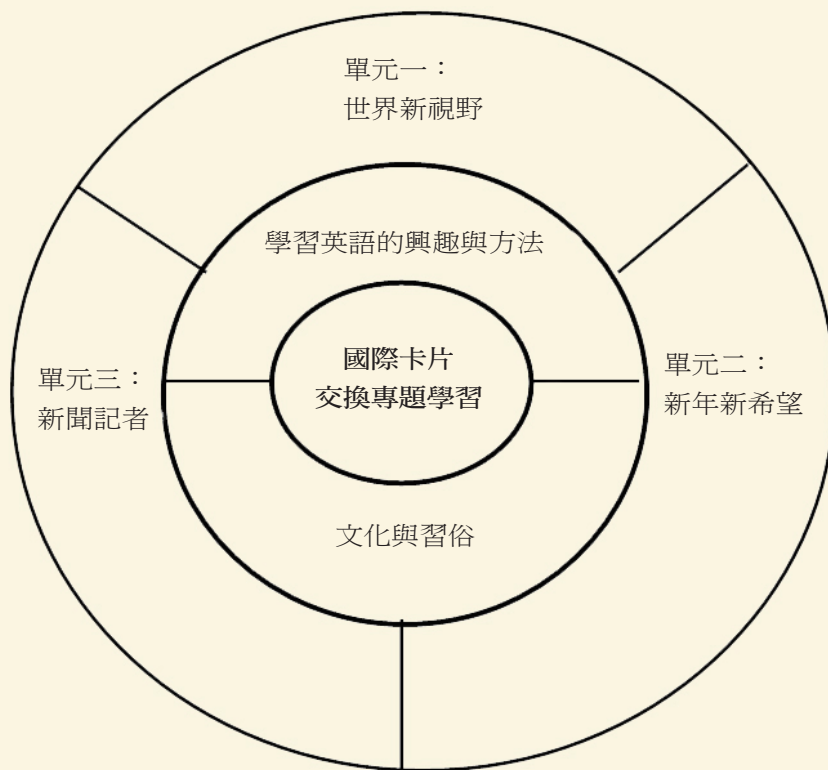 單元一：
世界新視野
學習英語的興趣與方法
國際卡片
交換專題學習
單元三：
新聞記者
單元二：
新年新希望
文化與習俗